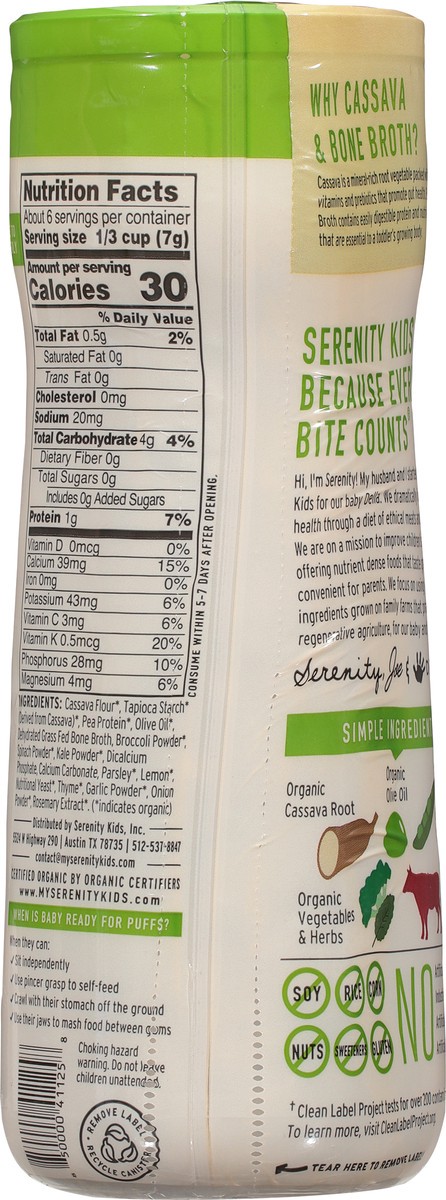 Nutrition Facts
About 6 servings per container
Serving size 1/3 cup (7g)
Amount per serving
Calories 30
% Daily Value
Total Fat 0.5g 2%
Saturated Fat 0g
Trans Fat 0g
Cholesterol 0mg
Sodium 20mg
Total Carbohydrate 4g 4%
Dietary Fiber 0g
Total Sugars 0g
Includes 0g Added Sugars
Protein 1g 7%
Vitamin D 0mcg 0%
Calcium 39mg 15%
Iron 0mg 0%
Potassium 43mg 6%
Vitamin C 3mg 6%
Vitamin K 0.5mcg 20%
Phosphorus 28mg 10%
Magnesium 4mg 6%
CONSUME WITHIN 5-7 DAYS AFTER OPENING.
INGREDIENTS: Cassava Flour*, Tapioca Starch*
(Derived from Cassava)*, Pea Protein*, Olive Oil*,
Dehydrated Grass Fed Bone Broth, Broccoli Powder*,
Spinach Powder*, Kale Powder*, Dicalcium
Phosphate, Calcium Carbonate, Parsley*, Lemon*,
Nutritional Yeast*, Thyme*, Garlic Powder*, Onion
Powder*, Rosemary Extract*. (*indicates organic)
Distributed by Serenity Kids, Inc.
6524 W Highway 290 | Austin TX 78735 | 512-537-8847
contact@myserenitykids.com
CERTIFIED ORGANIC BY ORGANIC CERTIFIERS
WWW.MYSERENITYKIDS.COM
WHEN IS BABY READY FOR PUFFS?
When they can:
✓ Sit independently
✓ Use pincer grasp to self-feed
✓ Crawl with their stomach off the ground
✓ Use their jaws to mash food between gums
Choking hazard
warning. Do not leave
children unattended.
8 50000 41125 8
REMOVE LABEL
RECYCLE CANISTER
WHY CASSAVA
& BONE BROTH?
Cassava is a mineral-rich root vegetable packed
vitamins and prebiotics that promote gut
Broth contains easily digestible protein and
that are essential to a toddler's growing body.
SERENITY KIDS
BECAUSE
BITE COUNTS
Hi, I'm Serenity! My husband and I
Kids for our baby Della. We
health through a diet of ethical meats
We are on a mission to improve
offering nutrient dense foods that
convenient for parents. We focus on
ingredients grown on family farms that
regenerative agriculture, for our baby and
Serenity, Joe &
SIMPLE
Organic
Cassava Root
Organic
Olive Oil
Organic
Vegetables
& Herbs
SOY
RICE
CORN
NUTS
SWEETENERS
GLUTEN
NO
†Clean Label Project tests for over 200
To learn more, visit CleanLabelProject.org
TEAR HERE TO REMOVE LABEL